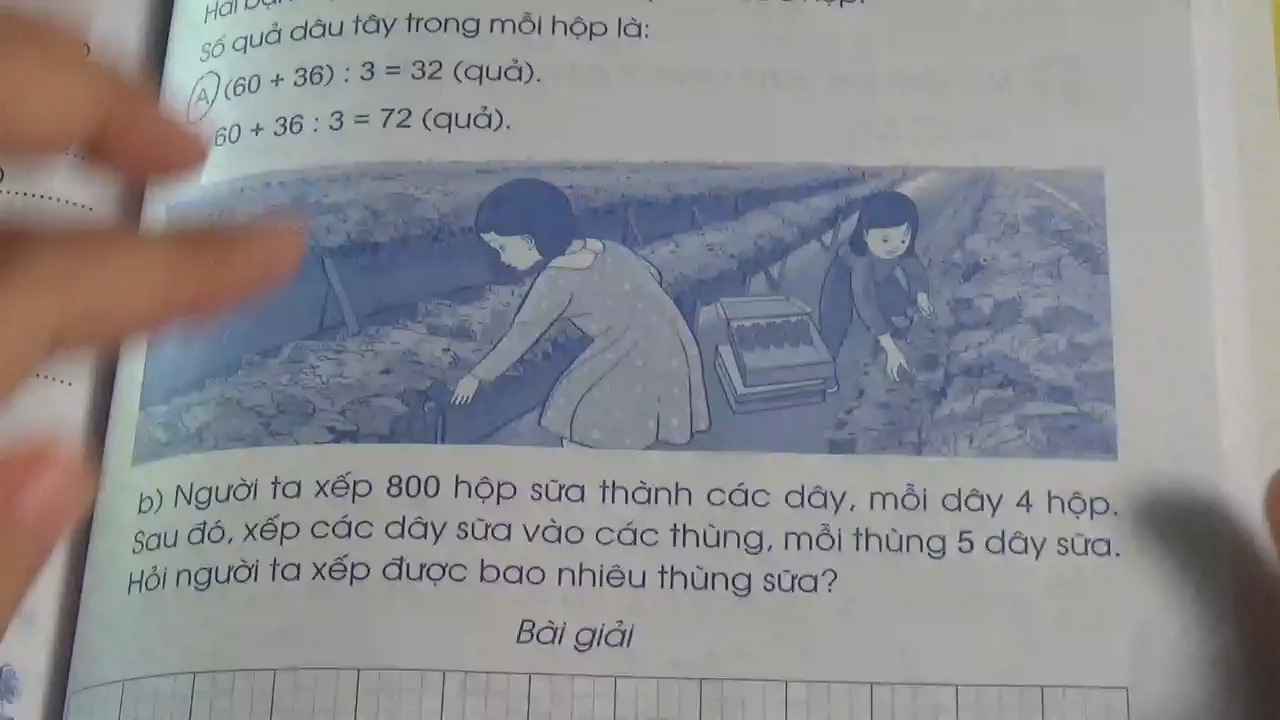 Số quả dâu tây trong mỗi hộp là:
A (60 + 36) : 3 = 32 (quả).
60 + 36 : 3 = 72 (quả).
b) Người ta xếp 800 hộp sữa thành các dây, mỗi dây 4 hộp.
Sau đó, xếp các dây sữa vào các thùng, mỗi thùng 5 dây sữa.
Hỏi người ta xếp được bao nhiêu thùng sữa?
Bài giải